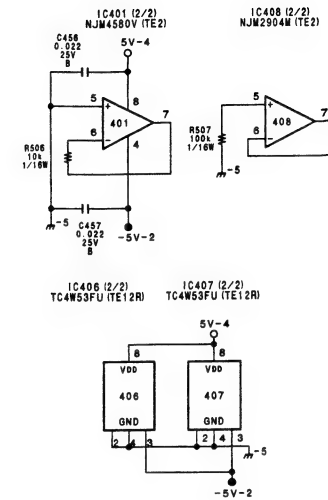 IC401 (2/2)
NJM4580V (TE2)
IC408 (2/2)
NJM2904M (TE2)
C456
0.022
25V
B
5V-4
8
5
+
7
401
6
−
4
R506
10k
1/16W
-5
C457
0.022
25V
B
-5V-2
5
+
7
408
6
−
R507
100k
1/16W
-5
IC406 (2/2)
TC4W53FU (TE12R)
IC407 (2/2)
TC4W53FU (TE12R)
5V-4
8
8
VDD
VDD
406
407
GND
GND
2 4 3
2 4 3
-5
-5V-2